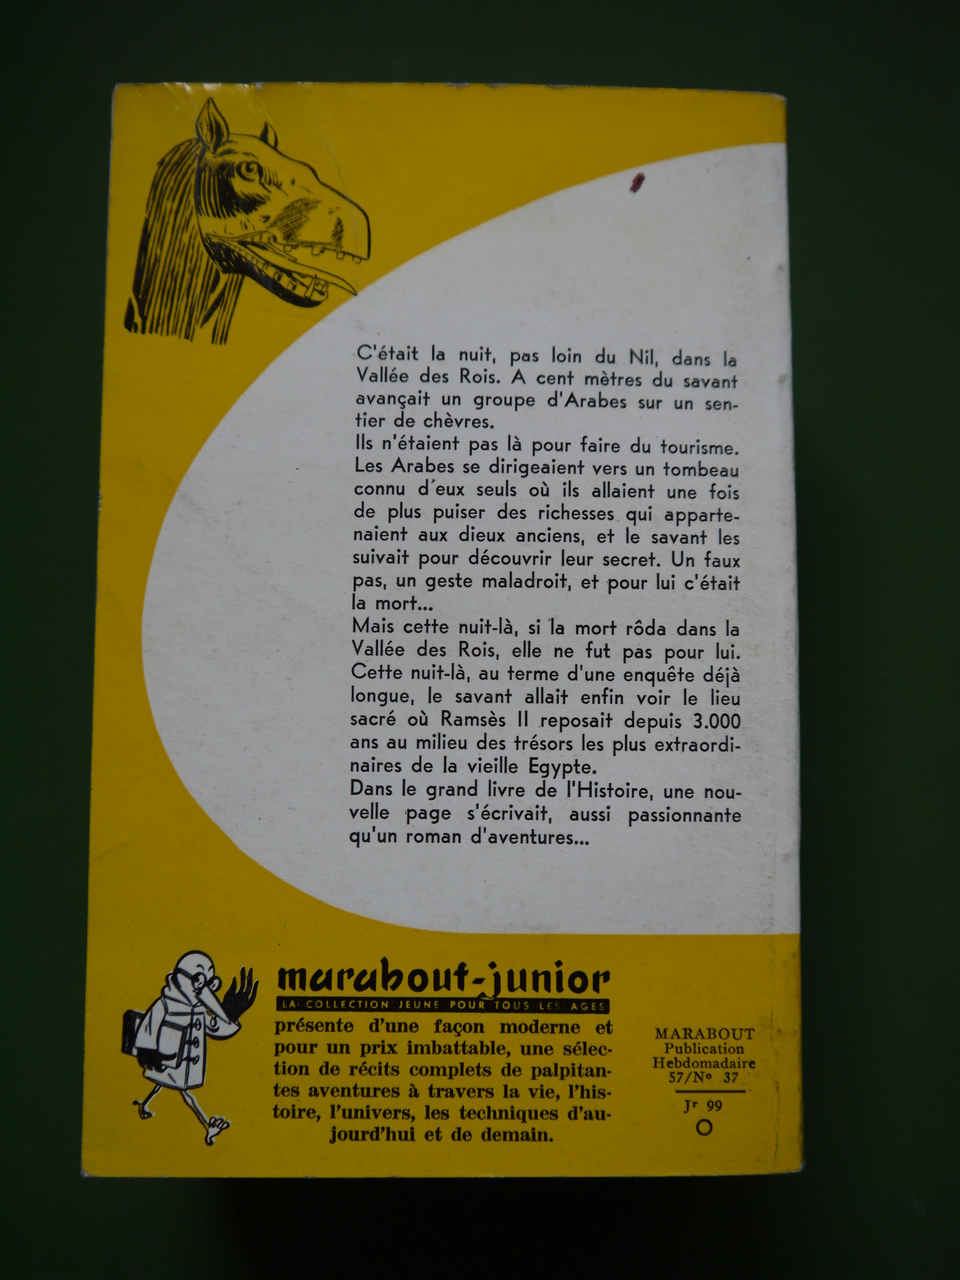 C'était la nuit, pas loin du Nil, dans la
Vallée des Rois. A cent mètres du savant
avançait un groupe d'Arabes sur un sen-
tier de chèvres.
Ils n'étaient pas là pour faire du tourisme.
Les Arabes se dirigeaient vers un tombeau
connu d'eux seuls où ils allaient une fois
de plus puiser des richesses qui apparte-
naient aux dieux anciens, et le savant les
suivait pour découvrir leur secret. Un faux
pas, un geste maladroit, et pour lui c'était
la mort...
Mais cette nuit-là, si la mort rôda dans la
Vallée des Rois, elle ne fut pas pour lui.
Cette nuit-là, au terme d'une enquête déjà
longue, le savant allait enfin voir le lieu
sacré où Ramsès II reposait depuis 3.000
ans au milieu des trésors les plus extraordi-
naires de la vieille Egypte.
Dans le grand livre de l'Histoire, une nou-
velle page s'écrivait, aussi passionnante
qu'un roman d'aventures...
marabout-junior
LA COLLECTION JEUNE POUR TOUS LES AGES
présente d'une façon moderne et
pour un prix imbattable, une sélec-
tion de récits complets de palpitan-
tes aventures à travers la vie, l'his-
toire, l'univers, les techniques d'au-
jourd'hui et de demain.
MARABOUT
Publication
Hebdomadaire
57/No 37
Jr 99
O